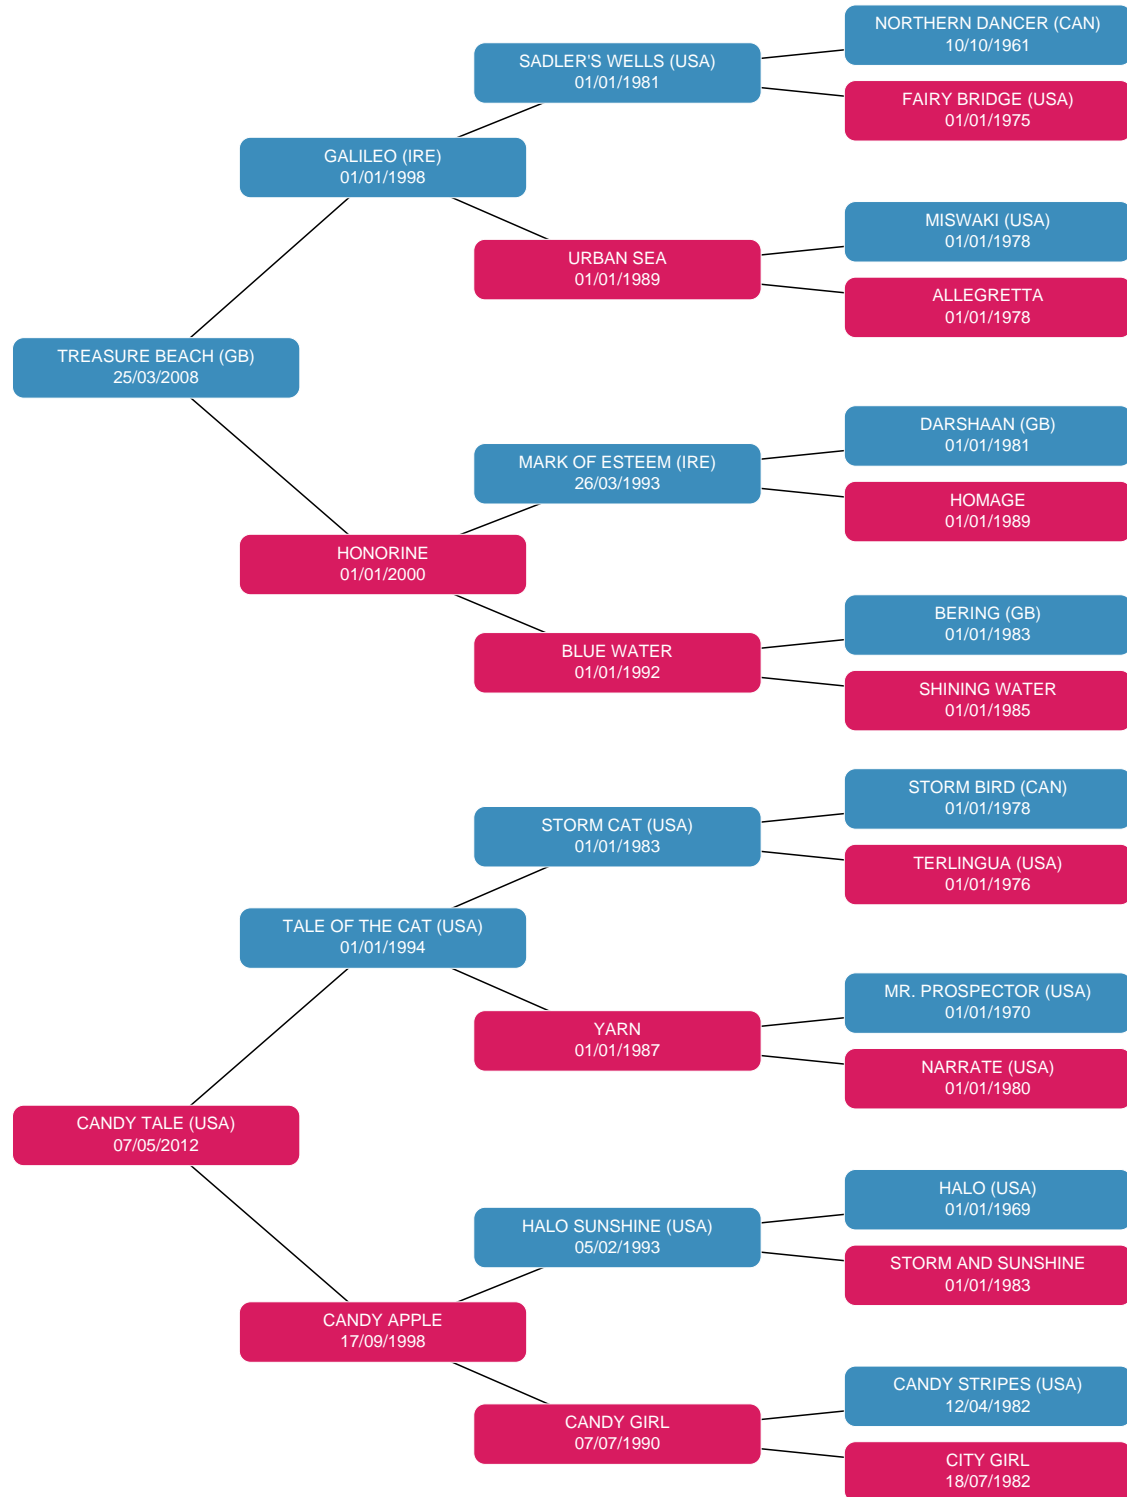 NORTHERN DANCER (CAN)
10/10/1961
SADLER'S WELLS (USA)
01/01/1981
FAIRY BRIDGE (USA)
01/01/1975
GALILEO (IRE)
01/01/1998
MISWAKI (USA)
01/01/1978
URBAN SEA
01/01/1989
ALLEGRETTA
01/01/1978
TREASURE BEACH (GB)
25/03/2008
DARSHAAN (GB)
01/01/1981
MARK OF ESTEEM (IRE)
26/03/1993
HOMAGE
01/01/1989
HONORINE
01/01/2000
BERING (GB)
01/01/1983
BLUE WATER
01/01/1992
SHINING WATER
01/01/1985
STORM BIRD (CAN)
01/01/1978
STORM CAT (USA)
01/01/1983
TERLINGUA (USA)
01/01/1976
TALE OF THE CAT (USA)
01/01/1994
MR. PROSPECTOR (USA)
01/01/1970
YARN
01/01/1987
NARRATE (USA)
01/01/1980
CANDY TALE (USA)
07/05/2012
HALO (USA)
01/01/1969
HALO SUNSHINE (USA)
05/02/1993
STORM AND SUNSHINE
01/01/1983
CANDY APPLE
17/09/1998
CANDY STRIPES (USA)
12/04/1982
CANDY GIRL
07/07/1990
CITY GIRL
18/07/1982